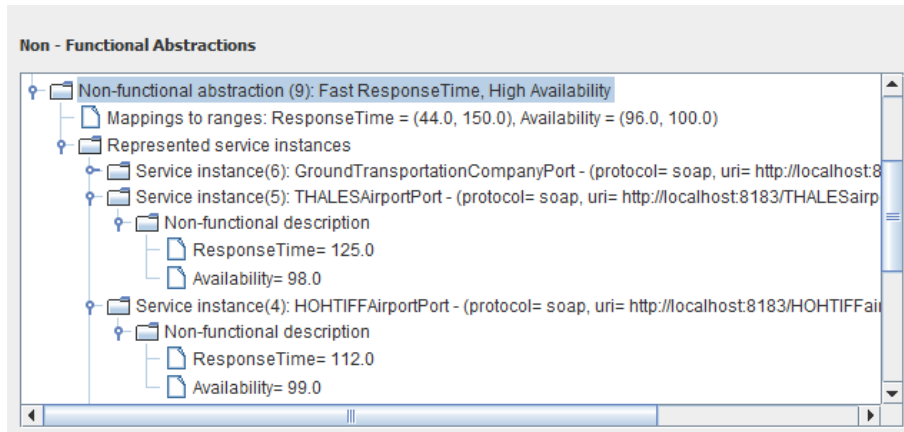 Non - Functional Abstractions
Non-functional abstraction (9): Fast ResponseTime, High Availability
Mappings to ranges: ResponseTime = (44.0, 150.0), Availability = (96.0, 100.0)
Represented service instances
Service instance(6): GroundTransportationCompanyPort - (protocol= soap, uri= http://localhost:8
Service instance(5): THALESAirportPort - (protocol= soap, uri= http://localhost:8183/THALESairp
Non-functional description
ResponseTime= 125.0
Availability= 98.0
Service instance(4): HOHTIFFAirportPort - (protocol= soap, uri= http://localhost:8183/HOHTIFFair
Non-functional description
ResponseTime= 112.0
Availability= 99.0